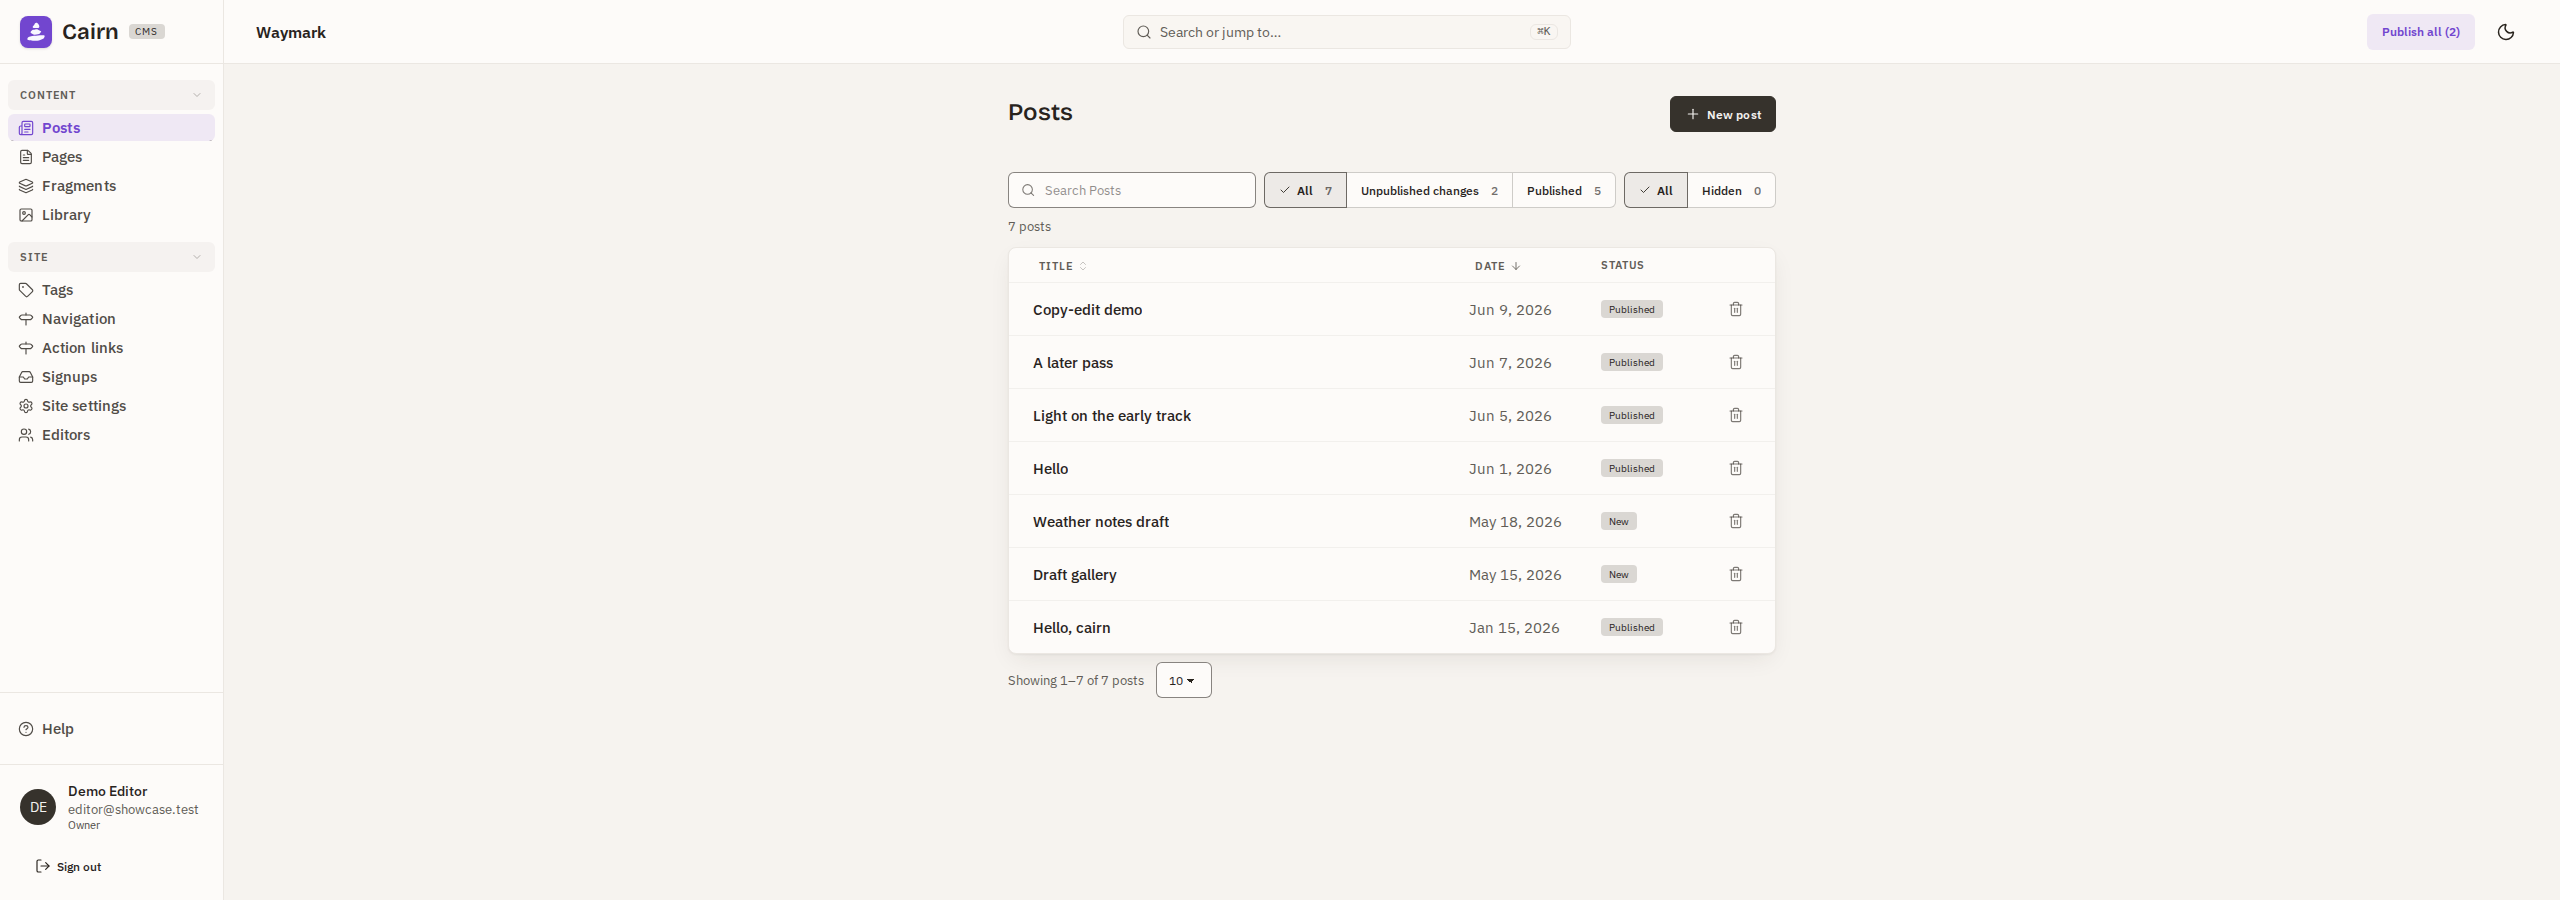 Cairn CMS
Waymark
Search or jump to... ⌘K
Publish all (2)
CONTENT
Posts
Pages
Fragments
Library
SITE
Tags
Navigation
Action links
Signups
Site settings
Editors
Help
DE
Demo Editor
editor@showcase.test
Owner
Sign out
Posts
New post
Search Posts
All 7
Unpublished changes 2
Published 5
All
Hidden 0
7 posts
TITLE DATE STATUS
Copy-edit demo Jun 9, 2026 Published
A later pass Jun 7, 2026 Published
Light on the early track Jun 5, 2026 Published
Hello Jun 1, 2026 Published
Weather notes draft May 18, 2026 New
Draft gallery May 15, 2026 New
Hello, cairn Jan 15, 2026 Published
Showing 1–7 of 7 posts 10